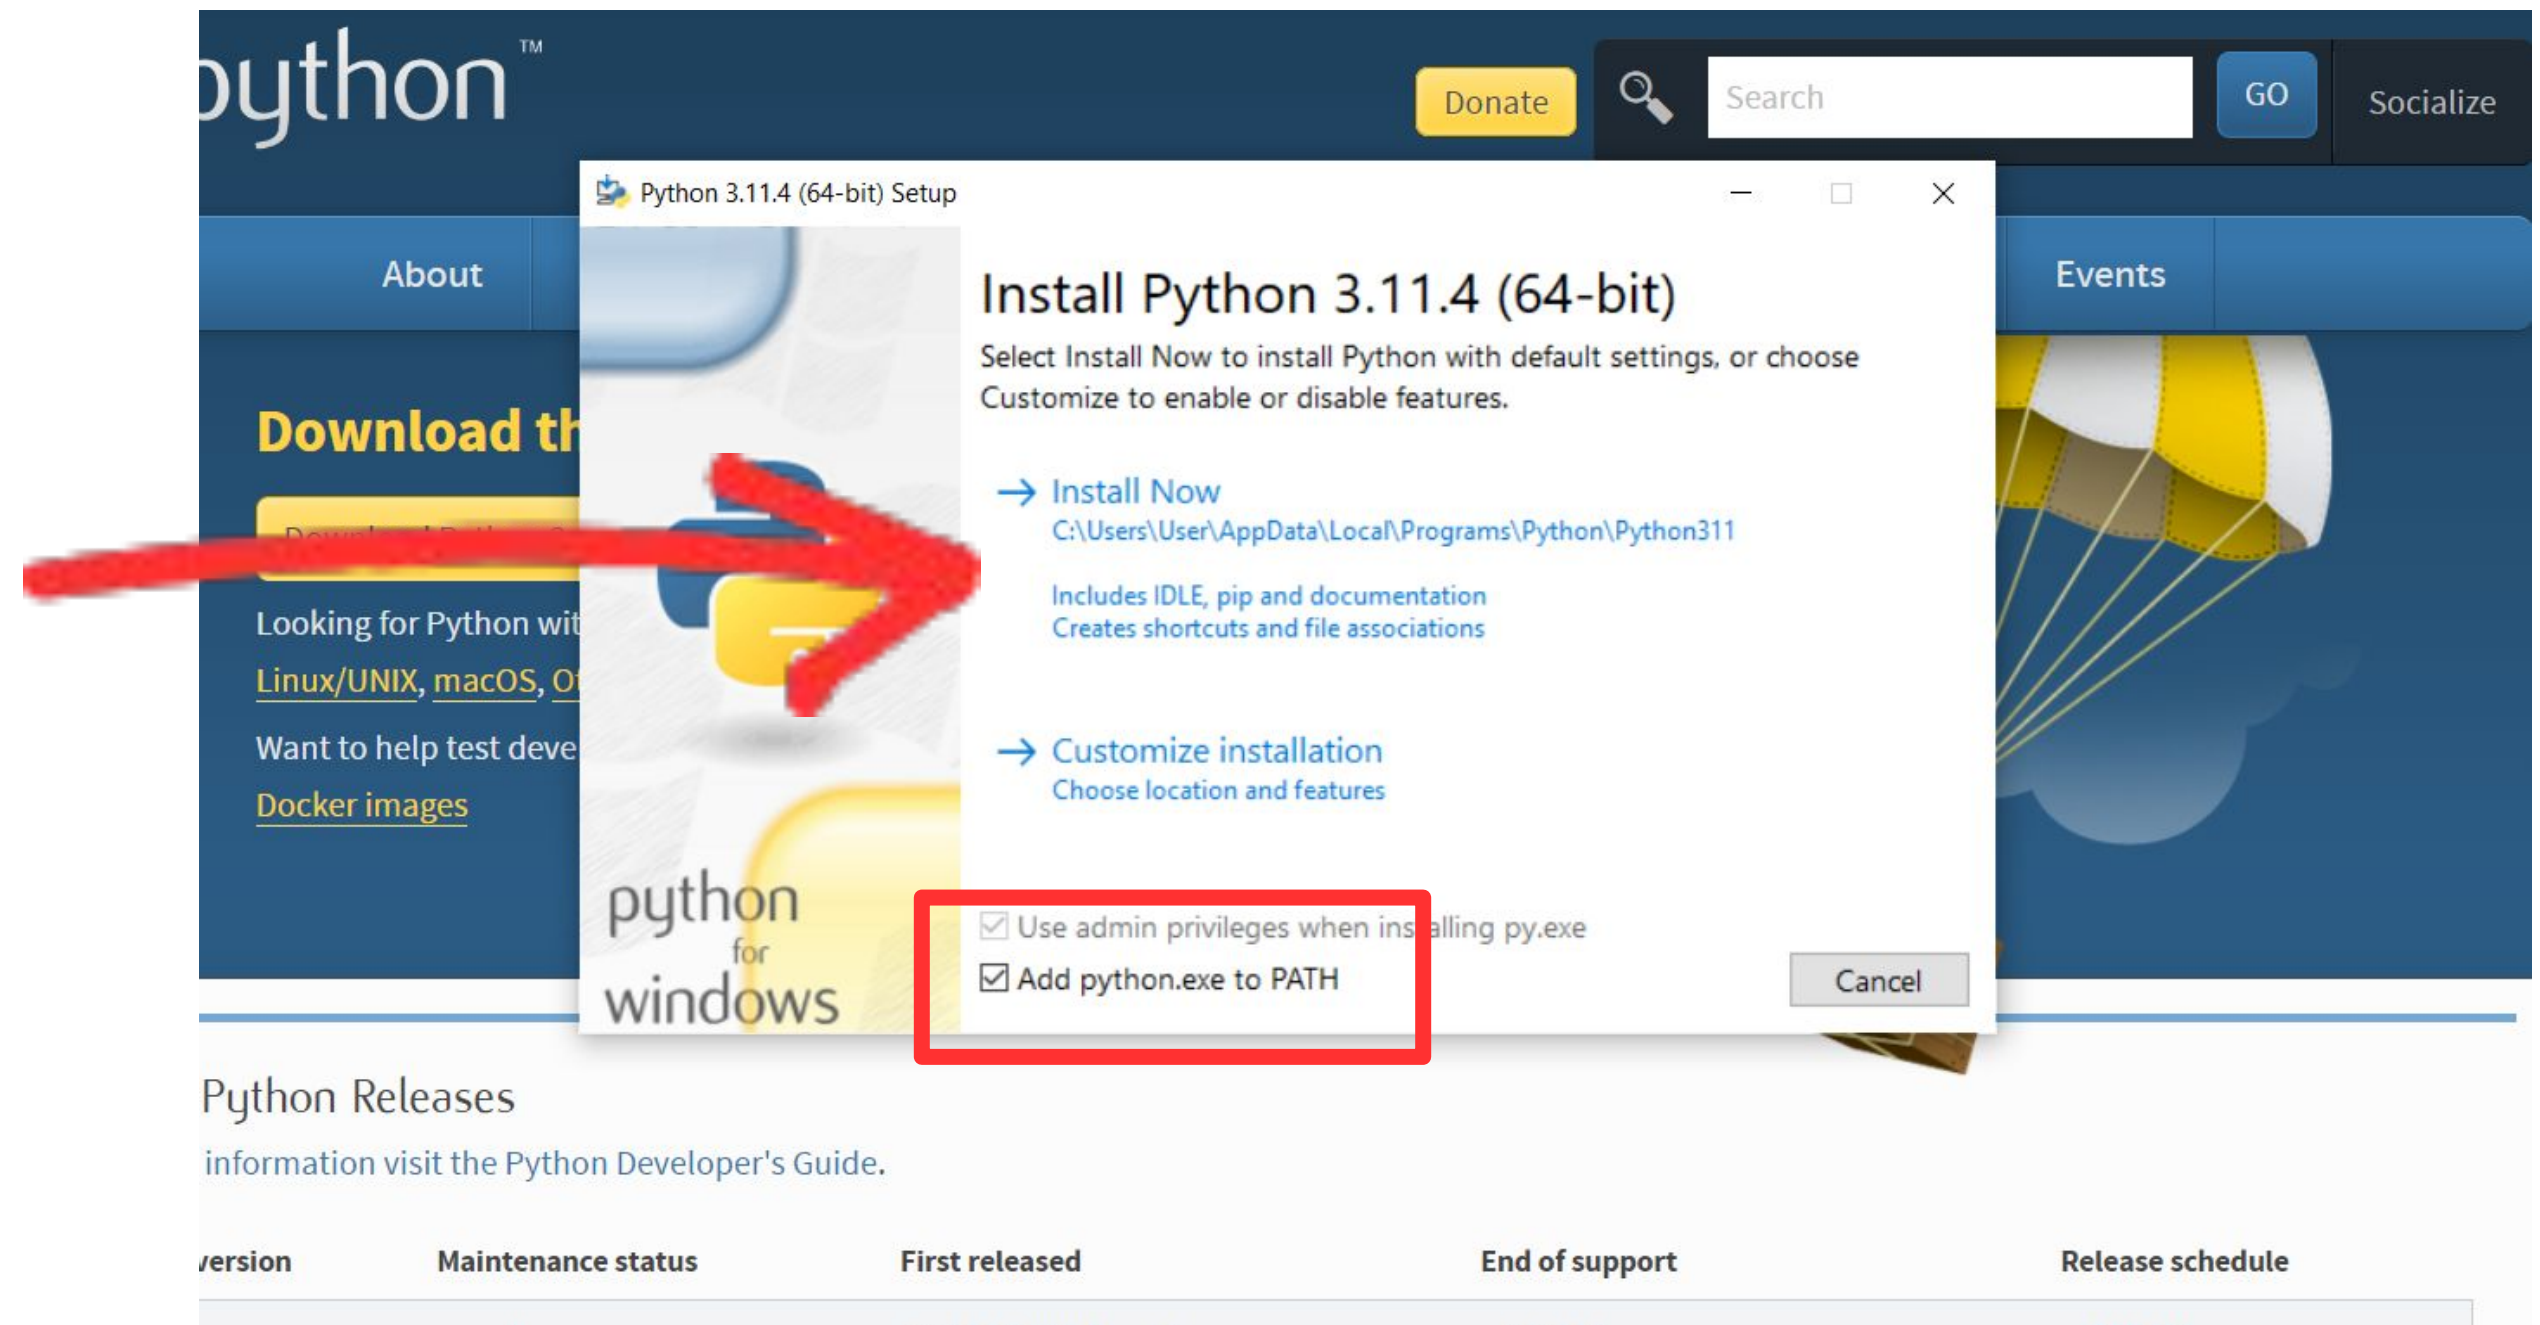 python™
Donate
Search
GO
Socialize
Python 3.11.4 (64-bit) Setup
About
Events
Install Python 3.11.4 (64-bit)
Select Install Now to install Python with default settings, or choose
Customize to enable or disable features.
Download th
Install Now
C:\Users\User\AppData\Local\Programs\Python\Python311
Includes IDLE, pip and documentation
Creates shortcuts and file associations
Looking for Python wit
Linux/UNIX, macOS, Ot
Want to help test deve
Docker images
Customize installation
Choose location and features
python
for
windows
Use admin privileges when installing py.exe
Add python.exe to PATH
Cancel
Python Releases
information visit the Python Developer's Guide.
version Maintenance status First released End of support Release schedule